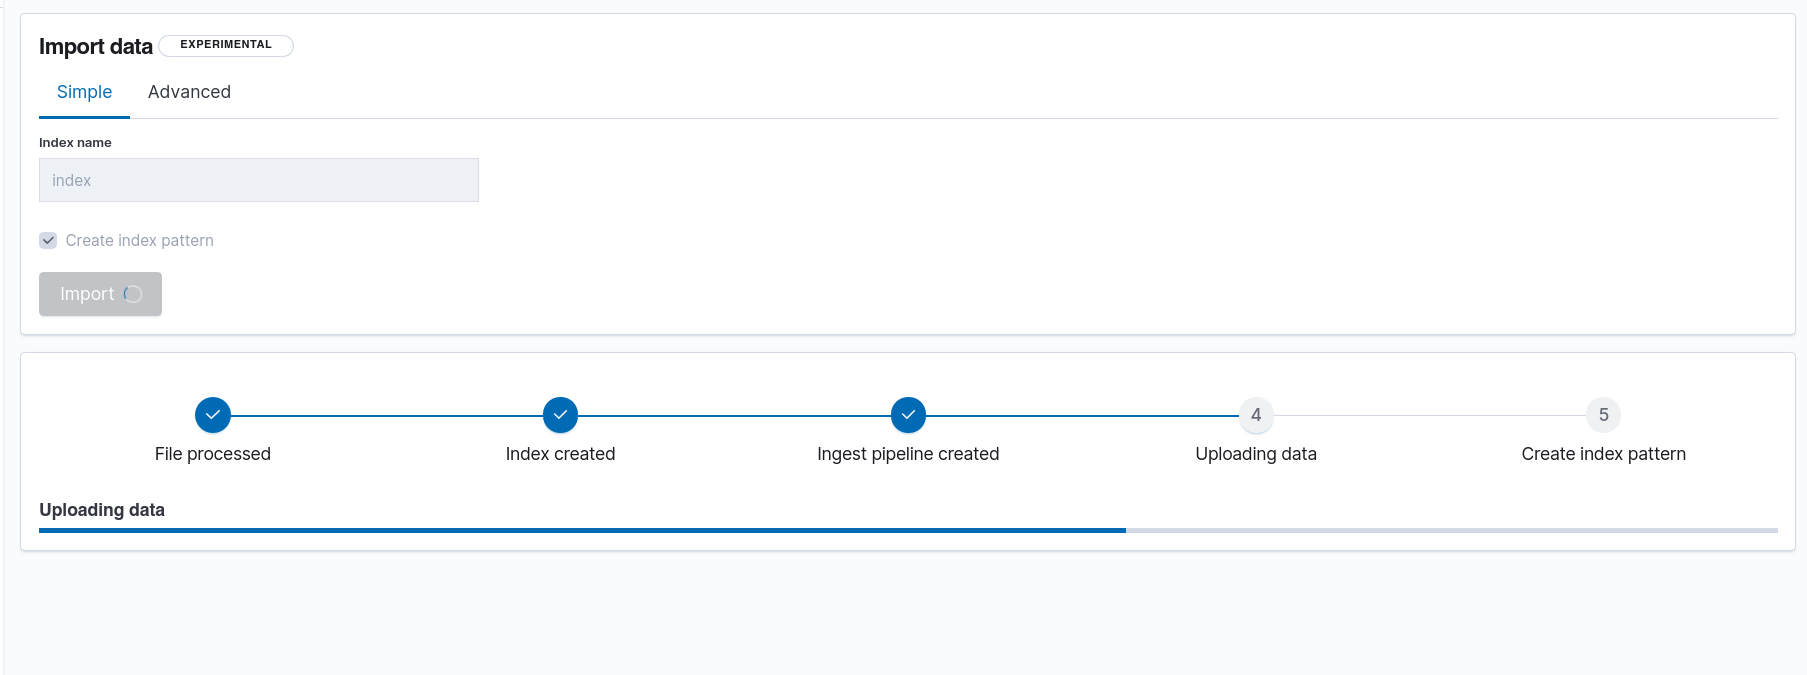 Import data EXPERIMENTAL
Simple Advanced
Index name
index
Create index pattern
Import
4 5
File processed Index created Ingest pipeline created Uploading data Create index pattern
Uploading data